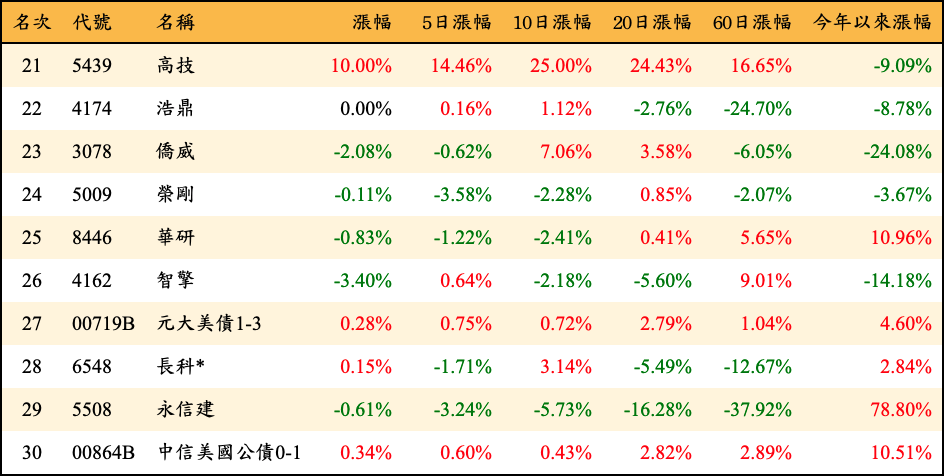 名次 代號 名稱 漲幅 5日漲幅 10日漲幅 20日漲幅 60日漲幅 今年以來漲幅
21 5439 高技 10.00% 14.46% 25.00% 24.43% 16.65% -9.09%
22 4174 浩鼎 0.00% 0.16% 1.12% -2.76% -24.70% -8.78%
23 3078 僑威 -2.08% -0.62% 7.06% 3.58% -6.05% -24.08%
24 5009 榮剛 -0.11% -3.58% -2.28% 0.85% -2.07% -3.67%
25 8446 華研 -0.83% -1.22% -2.41% 0.41% 5.65% 10.96%
26 4162 智擎 -3.40% 0.64% -2.18% -5.60% 9.01% -14.18%
27 00719B 元大美債1-3 0.28% 0.75% 0.72% 2.79% 1.04% 4.60%
28 6548 長科* 0.15% -1.71% 3.14% -5.49% -12.67% 2.84%
29 5508 永信建 -0.61% -3.24% -5.73% -16.28% -37.92% 78.80%
30 00864B 中信美國公債0-1 0.34% 0.60% 0.43% 2.82% 2.89% 10.51%